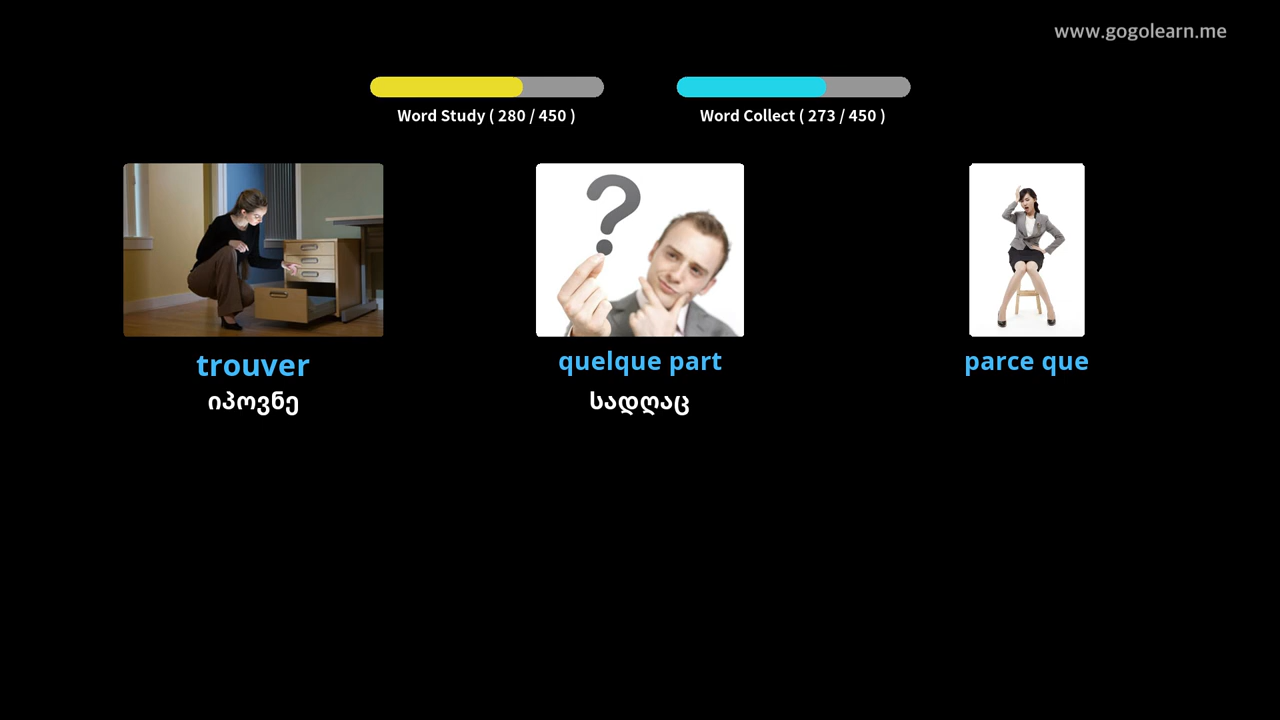 www.gogolearn.me
Word Study ( 280 / 450 )
Word Collect ( 273 / 450 )
trouver
quelque part
parce que
იპოვნე
სადღაც